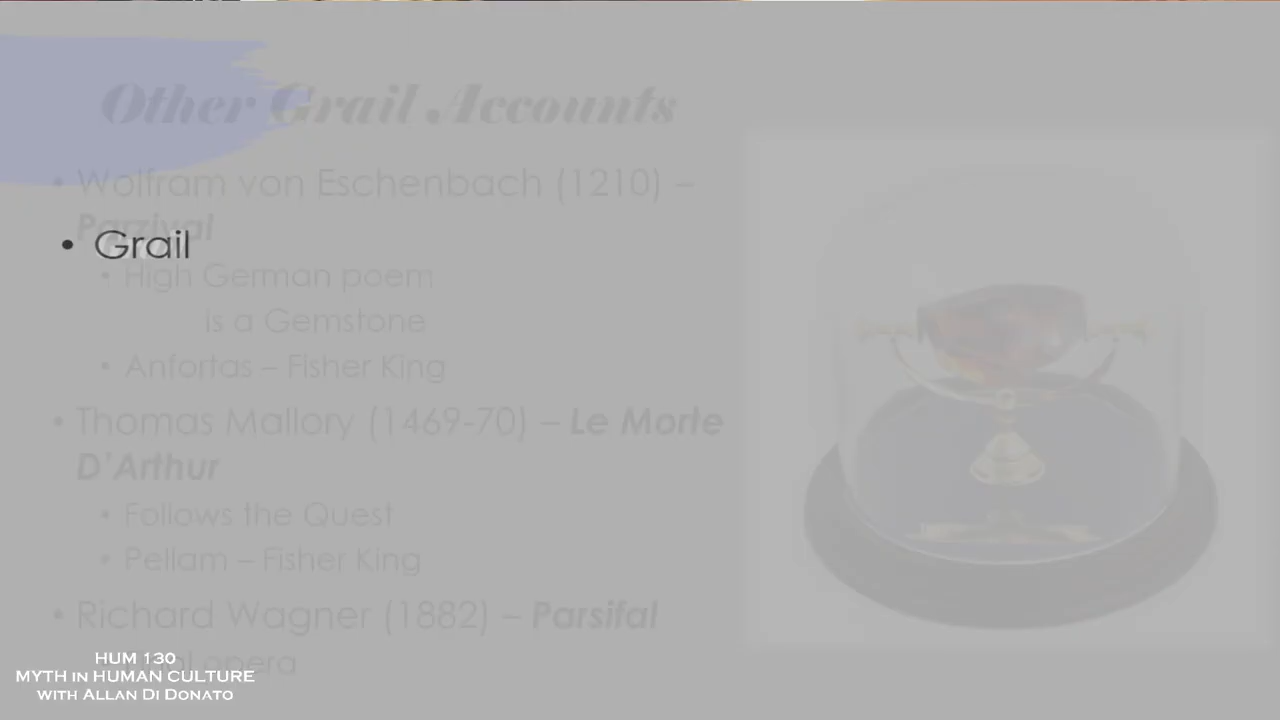 Other Grail Accounts
• Wolfram von Eschenbach (1210) –
Parzival
• Grail
• High German poem
is a Gemstone
• Anfortas – Fisher King
• Thomas Mallory (1469-70) – Le Morte
D'Arthur
• Follows the Quest
• Pellam – Fisher King
• Richard Wagner (1882) – Parsifal
opera
HUM 130
MYTH in HUMAN CULTURE
WITH ALLAN DI DONATO